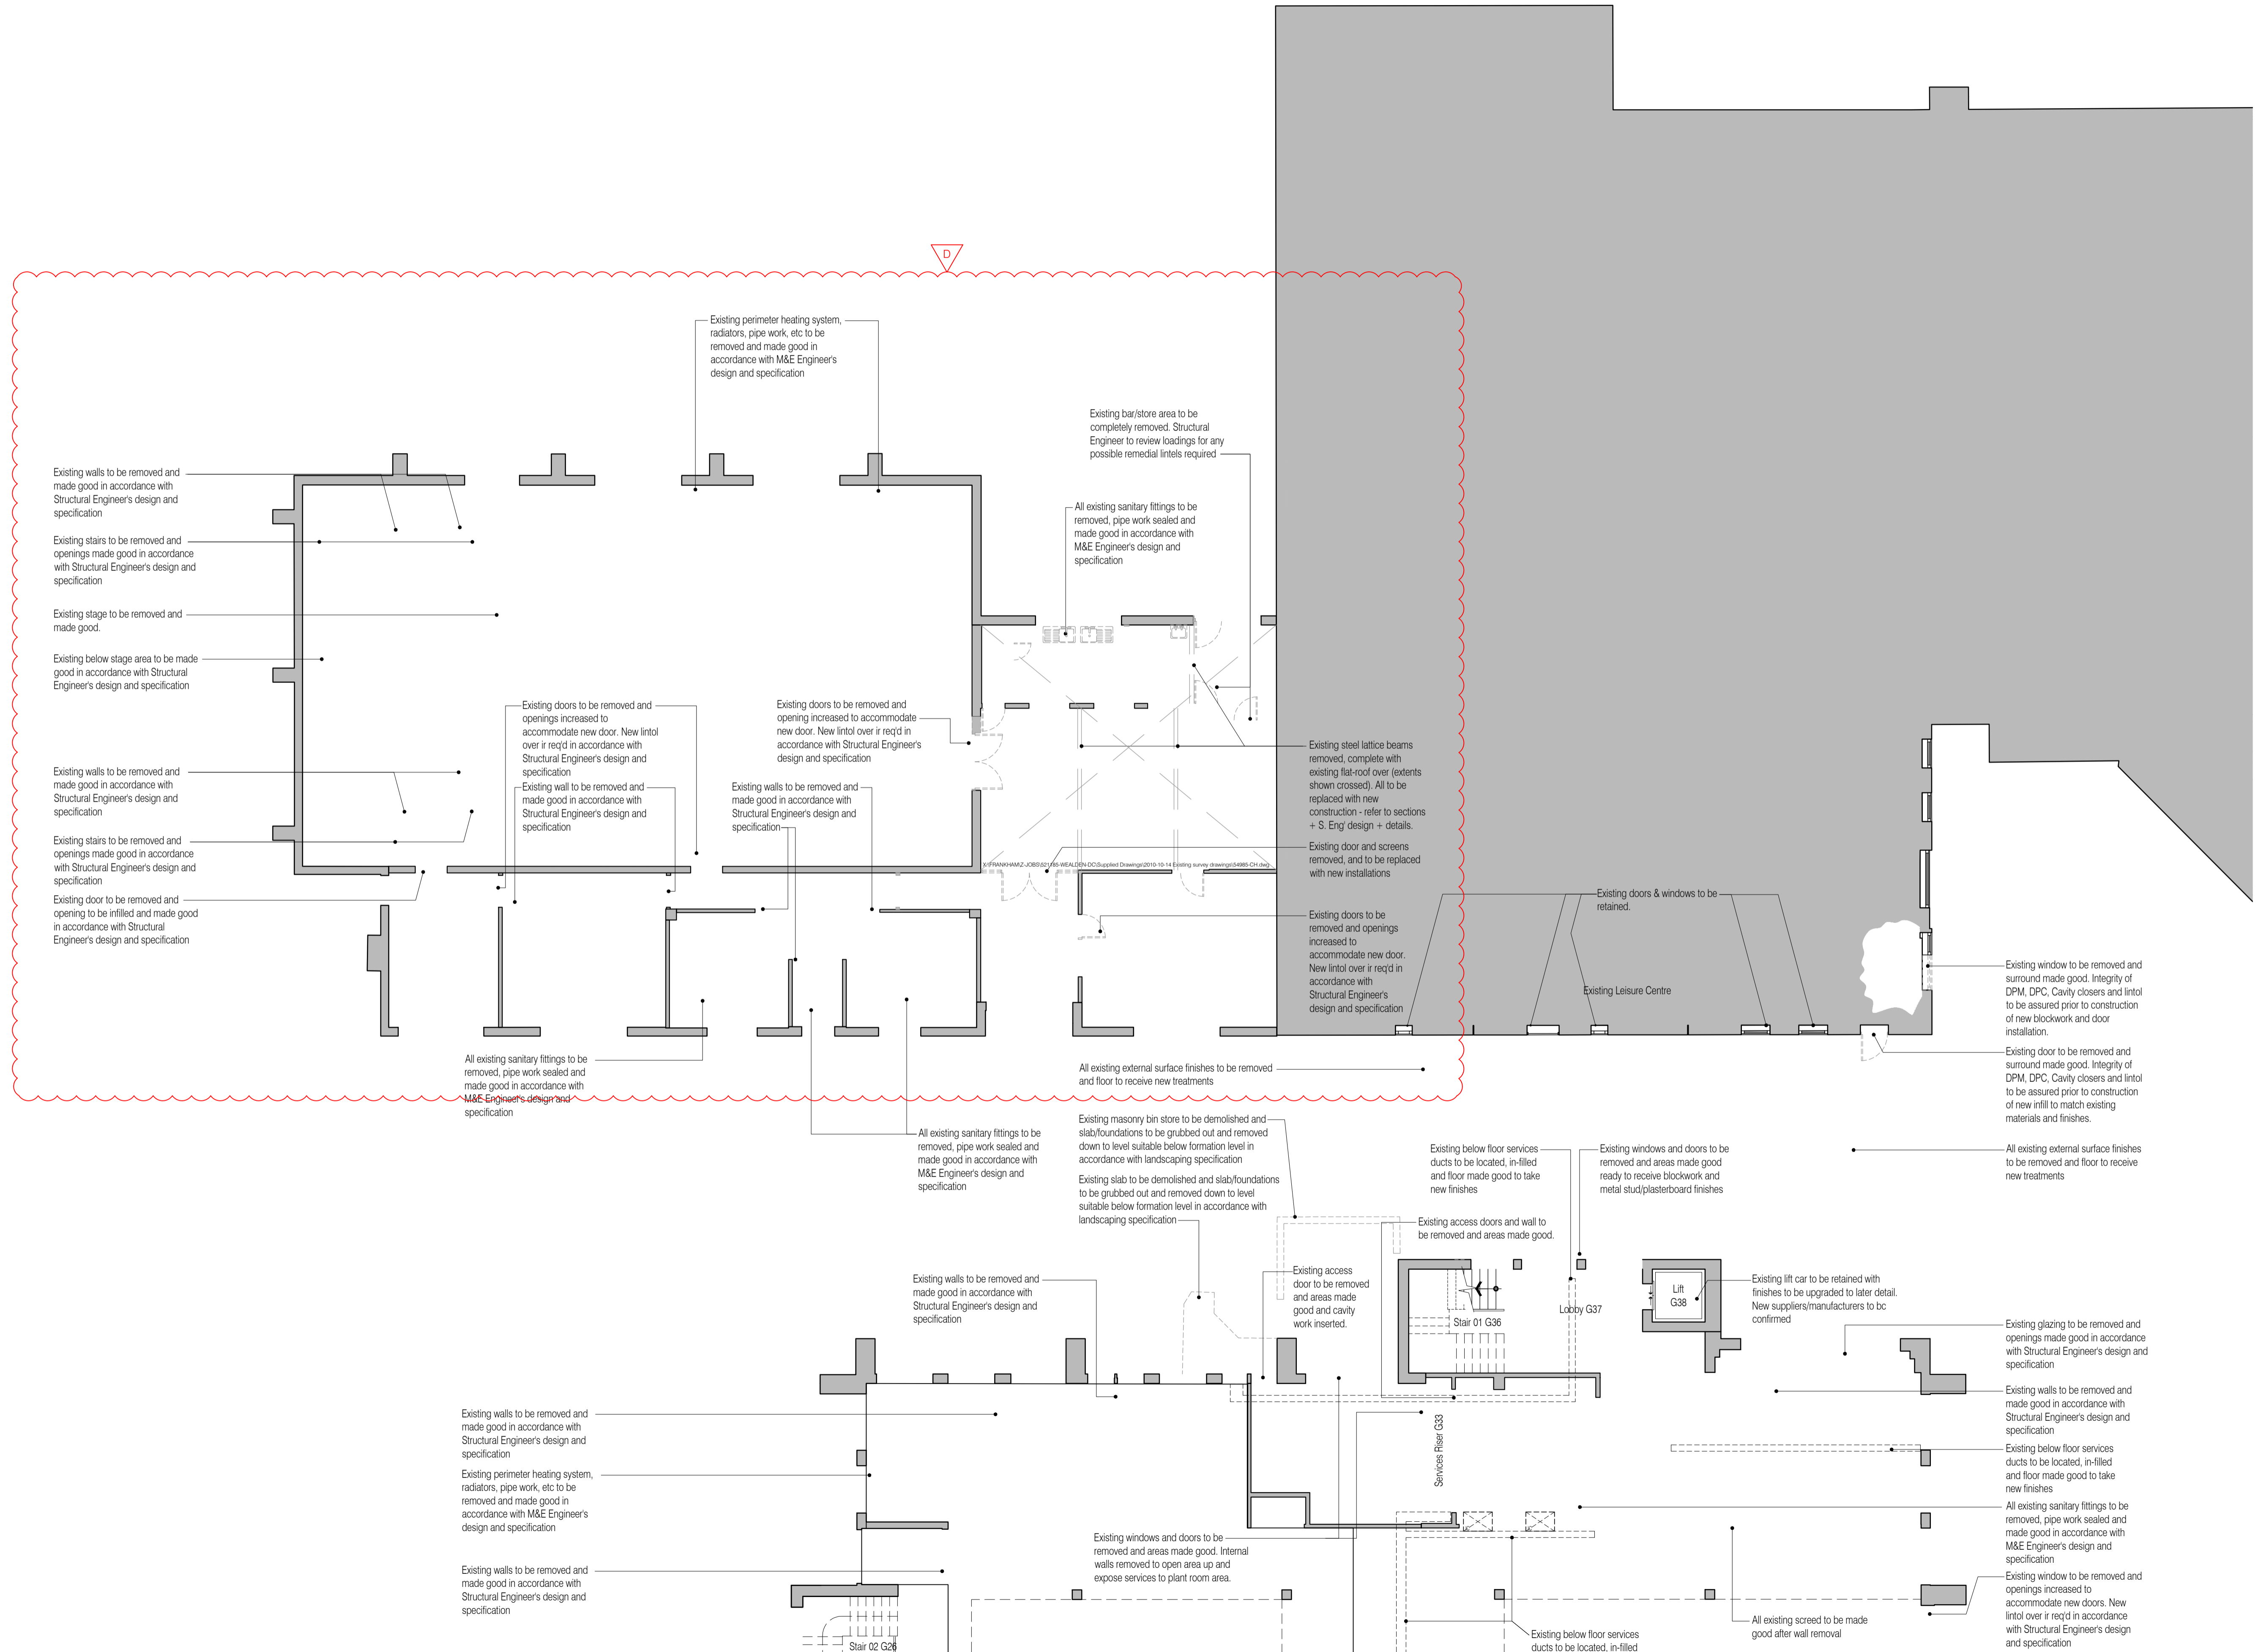 D
Existing perimeter heating system,
radiators, pipe work, etc to be
removed and made good in
accordance with M&E Engineer's
design and specification
Existing bar/store area to be
completely removed. Structural
Engineer to review loadings for any
possible remedial lintels required
Existing walls to be removed and
made good in accordance with
Structural Engineer's design and
specification
All existing sanitary fittings to be
removed, pipe work sealed and
made good in accordance with
M&E Engineer's design and
specification
Existing stairs to be removed and
openings made good in accordance
with Structural Engineer's design and
specification
Existing stage to be removed and
made good.
Existing below stage area to be made
good in accordance with Structural
Engineer's design and specification
Existing doors to be removed and
openings increased to
accommodate new door. New lintol
over ir req'd in accordance with
Structural Engineer's design and
specification
Existing doors to be removed and
opening increased to accommodate
new door. New lintol over ir req'd in
accordance with Structural Engineer's
design and specification
Existing steel lattice beams
removed, complete with
existing flat-roof over (extents
shown crossed). All to be
replaced with new
construction - refer to sections
+ S. Eng' design + details.
Existing walls to be removed and
made good in accordance with
Structural Engineer's design and
specification
Existing wall to be removed and
made good in accordance with
Structural Engineer's design and
specification
Existing walls to be removed and
made good in accordance with
Structural Engineer's design and
specification
Existing stairs to be removed and
openings made good in accordance
with Structural Engineer's design and
specification
Existing door and screens
removed, and to be replaced
with new installations
X:\FRANKHAM\Z-JOBS\521185-WEALDEN-DC\Supplied Drawings\2010-10-14 Existing survey drawings\54985-CH.dwg
Existing door to be removed and
opening to be infilled and made good
in accordance with Structural
Engineer's design and specification
Existing doors & windows to be
retained.
Existing doors to be
removed and openings
increased to
accommodate new door.
New lintol over ir req'd in
accordance with
Structural Engineer's
design and specification
Existing Leisure Centre
Existing window to be removed and
surround made good. Integrity of
DPM, DPC, Cavity closers and lintol
to be assured prior to construction
of new blockwork and door
installation.
Existing door to be removed and
surround made good. Integrity of
DPM, DPC, Cavity closers and lintol
to be assured prior to construction
of new infill to match existing
materials and finishes.
All existing sanitary fittings to be
removed, pipe work sealed and
made good in accordance with
M&E Engineer's design and
specification
All existing external surface finishes to be removed
and floor to receive new treatments
All existing sanitary fittings to be
removed, pipe work sealed and
made good in accordance with
M&E Engineer's design and
specification
Existing masonry bin store to be demolished and
slab/foundations to be grubbed out and removed
down to level suitable below formation level in
accordance with landscaping specification
Existing slab to be demolished and slab/foundations
to be grubbed out and removed down to level
suitable below formation level in accordance with
landscaping specification
Existing below floor services
ducts to be located, in-filled
and floor made good to take
new finishes
Existing windows and doors to be
removed and areas made good
ready to receive blockwork and
metal stud/plasterboard finishes
All existing external surface finishes
to be removed and floor to receive
new treatments
Existing access doors and wall to
be removed and areas made good.
Existing walls to be removed and
made good in accordance with
Structural Engineer's design and
specification
Existing access
door to be removed
and areas made
good and cavity
work inserted.
Stair 01 G36
Lobby G37
Lift
G38
Existing lift car to be retained with
finishes to be upgraded to later detail.
New suppliers/manufacturers to bc
confirmed
Existing glazing to be removed and
openings made good in accordance
with Structural Engineer's design and
specification
Existing walls to be removed and
made good in accordance with
Structural Engineer's design and
specification
Existing walls to be removed and
made good in accordance with
Structural Engineer's design and
specification
Services Riser G33
Existing below floor services
ducts to be located, in-filled
and floor made good to take
new finishes
Existing perimeter heating system,
radiators, pipe work, etc to be
removed and made good in
accordance with M&E Engineer's
design and specification
All existing sanitary fittings to be
removed, pipe work sealed and
made good in accordance with
M&E Engineer's design and
specification
Existing windows and doors to be
removed and areas made good. Internal
walls removed to open area up and
expose services to plant room area.
Existing walls to be removed and
made good in accordance with
Structural Engineer's design and
specification
Existing window to be removed and
openings increased to
accommodate new doors. New
lintol over ir req'd in accordance
with Structural Engineer's design
and specification
All existing screed to be made
good after wall removal
Existing below floor services
ducts to be located, in-filled
Stair 02 G26